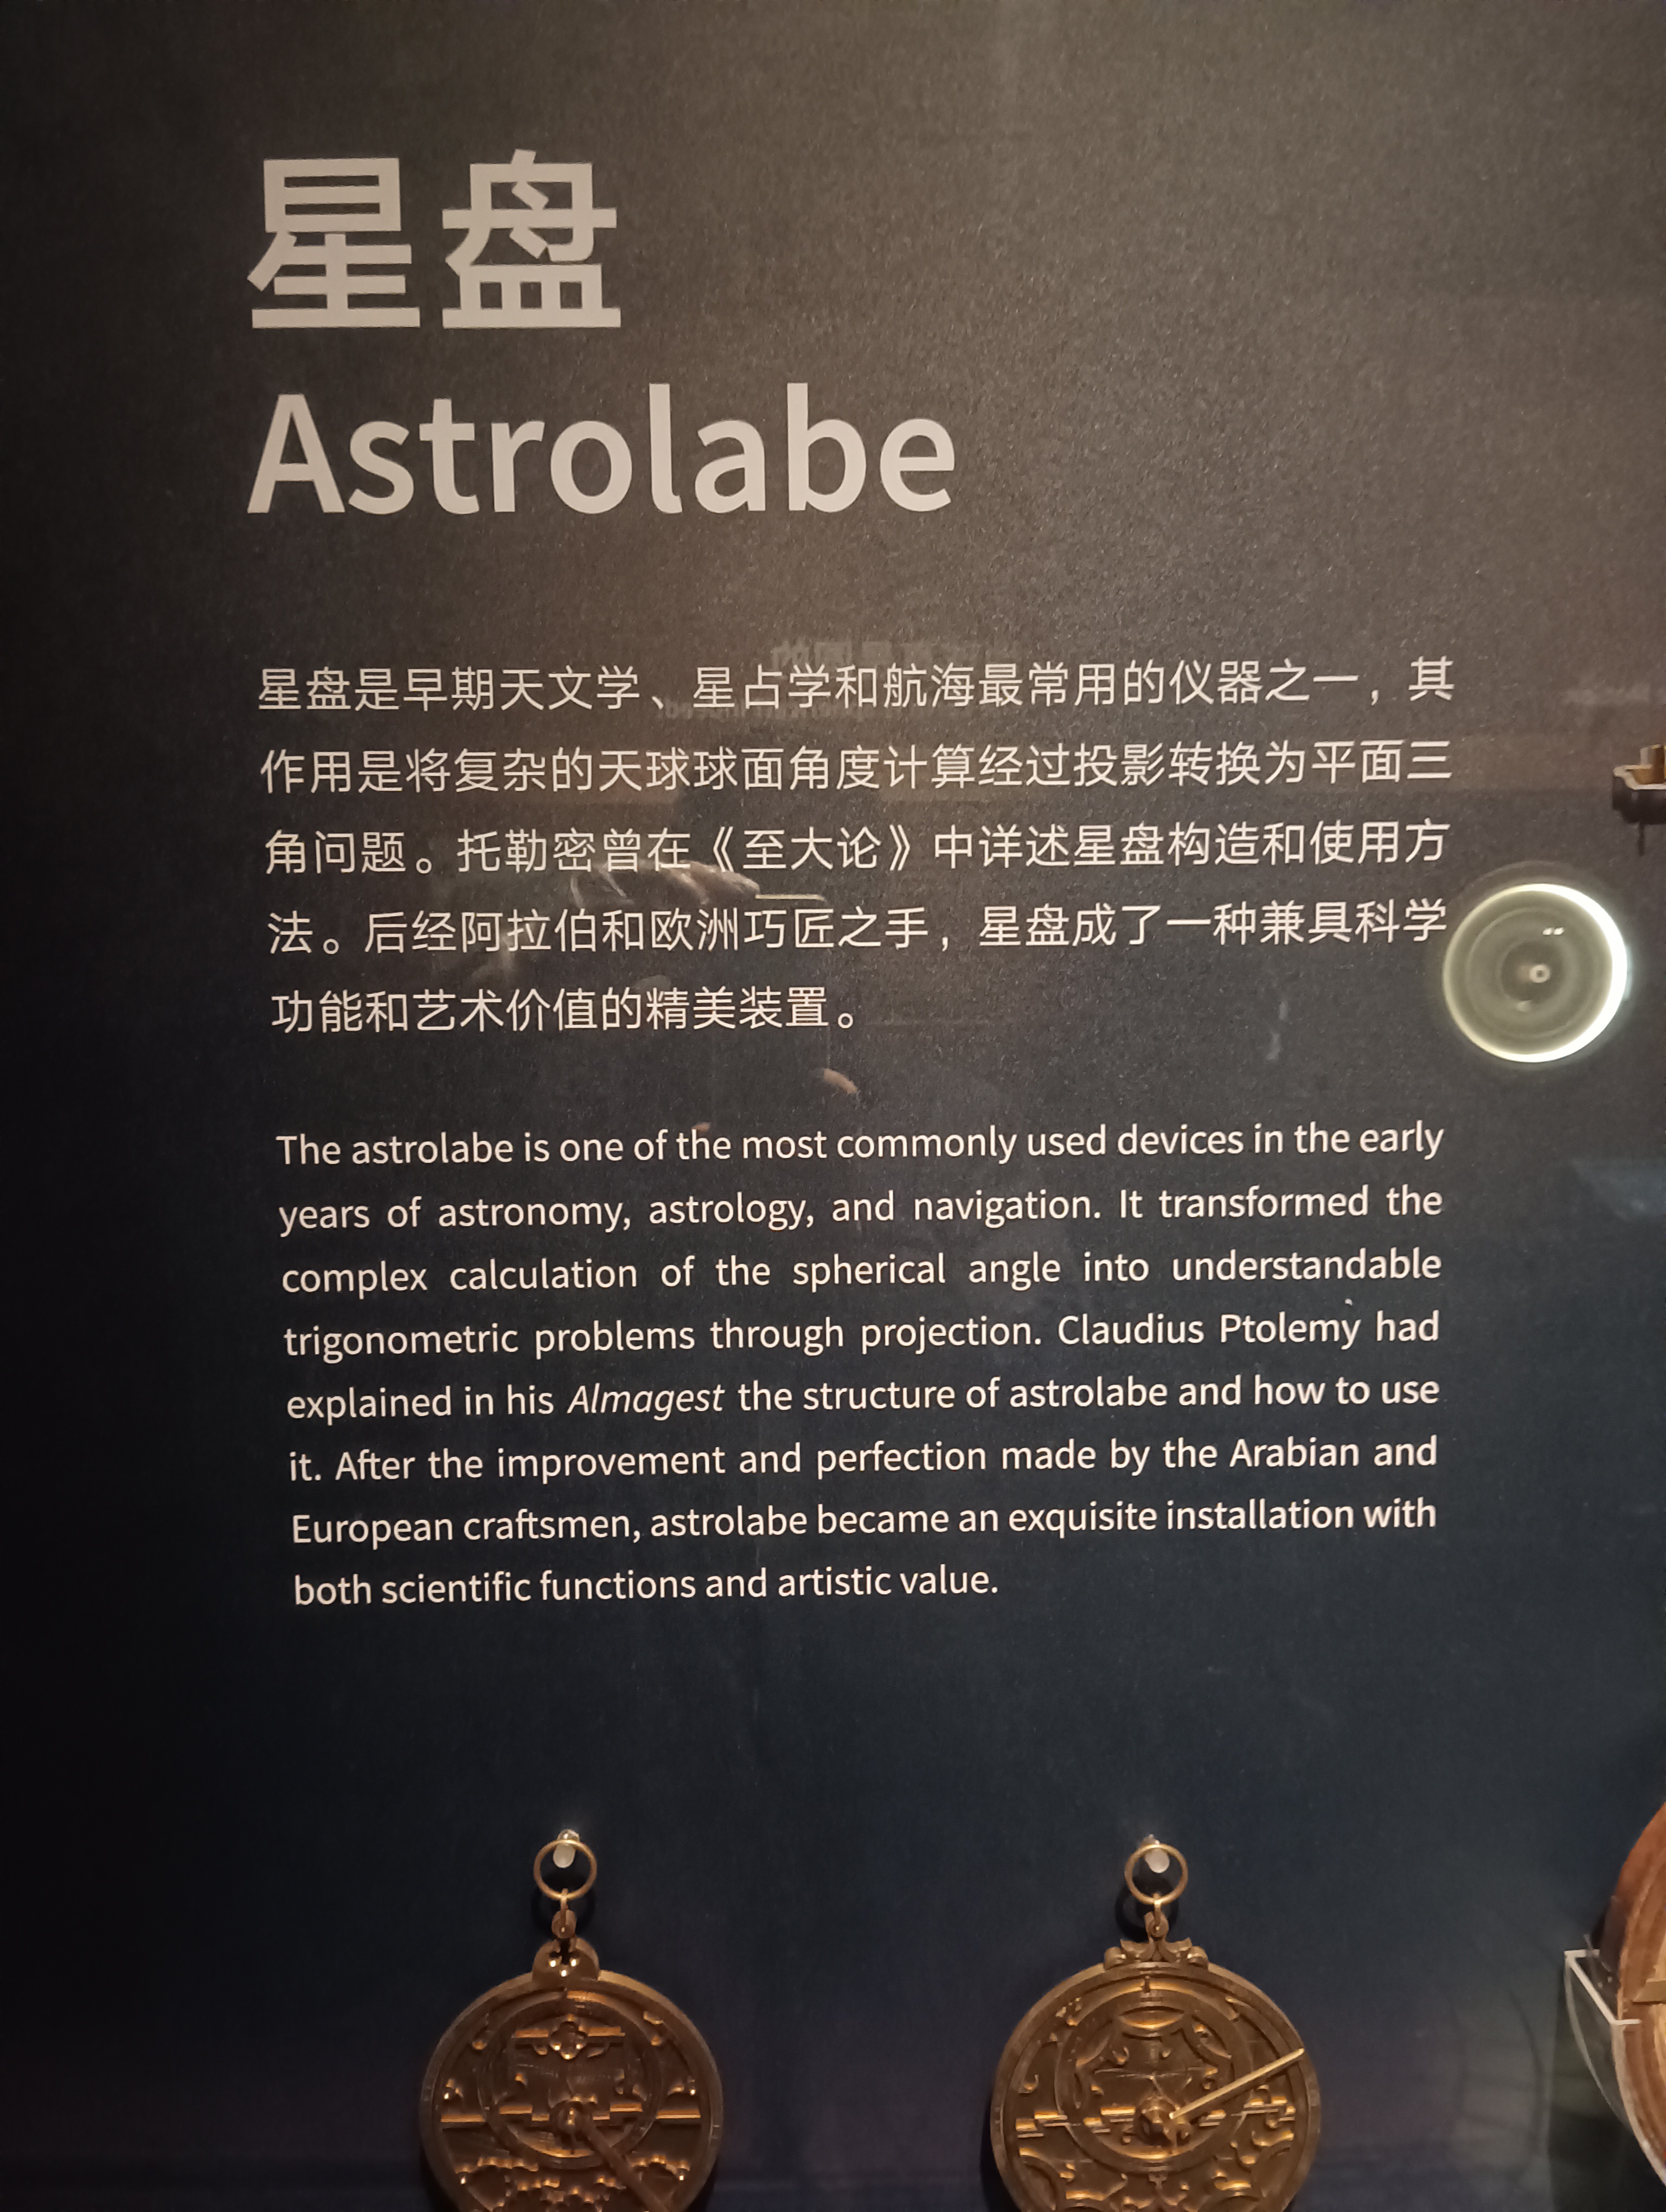 星盘
Astrolabe
星盘是早期天文学、星占学和航海最常用的仪器之一，其
作用是将复杂的天球球面角度计算经过投影转换为平面三
角问题。托勒密曾在《至大论》中详述星盘构造和使用方
法。后经阿拉伯和欧洲巧匠之手，星盘成了一种兼具科学
功能和艺术价值的精美装置。
The astrolabe is one of the most commonly used devices in the early
years of astronomy, astrology, and navigation. It transformed the
complex calculation of the spherical angle into understandable
trigonometric problems through projection. Claudius Ptolemy had
explained in his Almagest the structure of astrolabe and how to use
it. After the improvement and perfection made by the Arabian and
European craftsmen, astrolabe became an exquisite installation with
both scientific functions and artistic value.